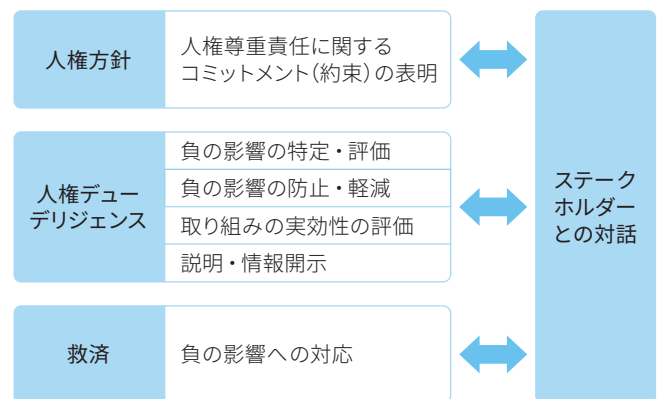 人権方針
人権尊重責任に関する
コミットメント（約束）の表明
人権デュー
デリジェンス
負の影響の特定・評価
負の影響の防止・軽減
取り組みの実効性の評価
説明・情報開示
救済
負の影響への対応
ステーク
ホルダー
との対話